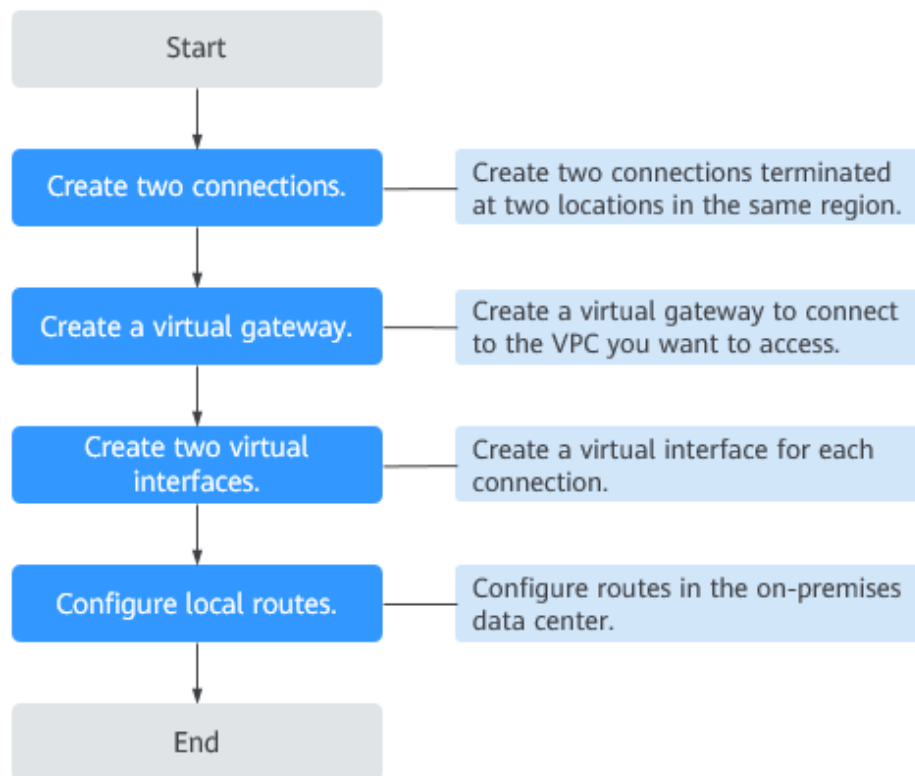 Start
Create two connections.
Create two connections terminated
at two locations in the same region.
Create a virtual gateway.
Create a virtual gateway to connect
to the VPC you want to access.
Create two virtual
interfaces.
Create a virtual interface for each
connection.
Configure local routes.
Configure routes in the on-premises
data center.
End